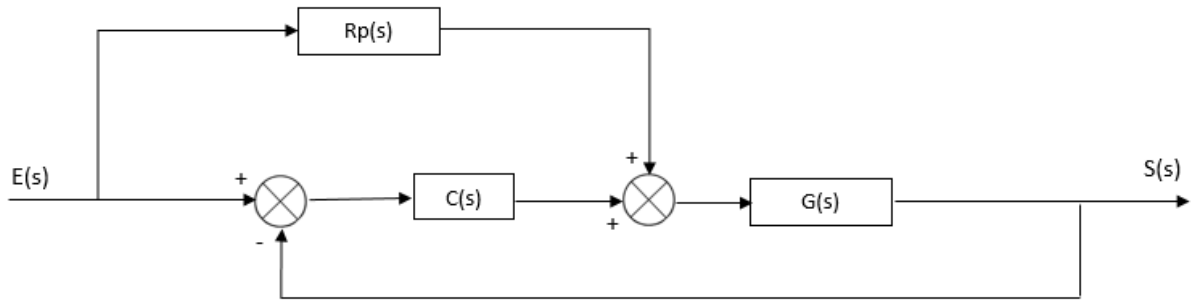 Rp(s)
E(s)
+
+
S(s)
C(s)
G(s)
+
-